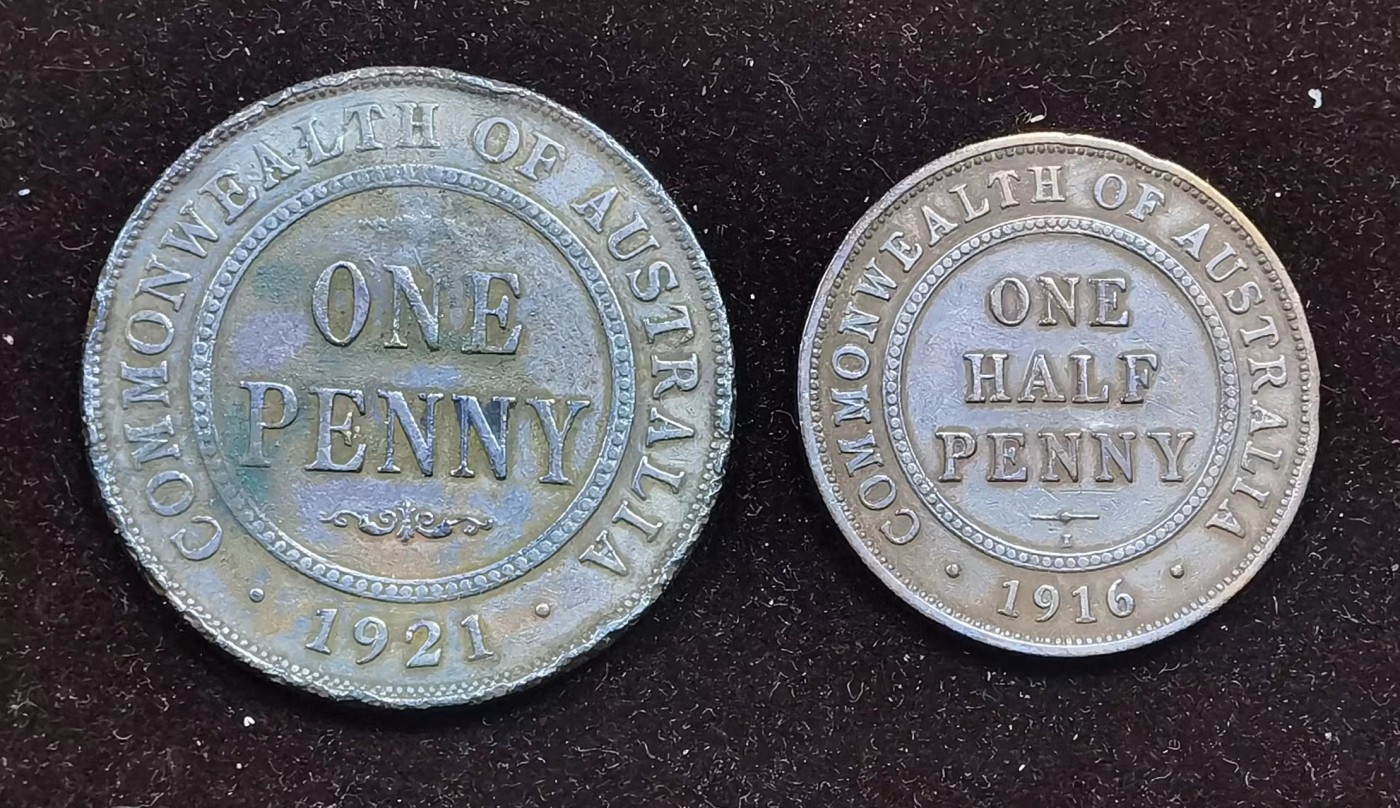 COMMONWEALTH OF AUSTRALIA
ONE
PENNY
1921
COMMONWEALTH OF AUSTRALIA
ONE
HALF
PENNY
I
1916